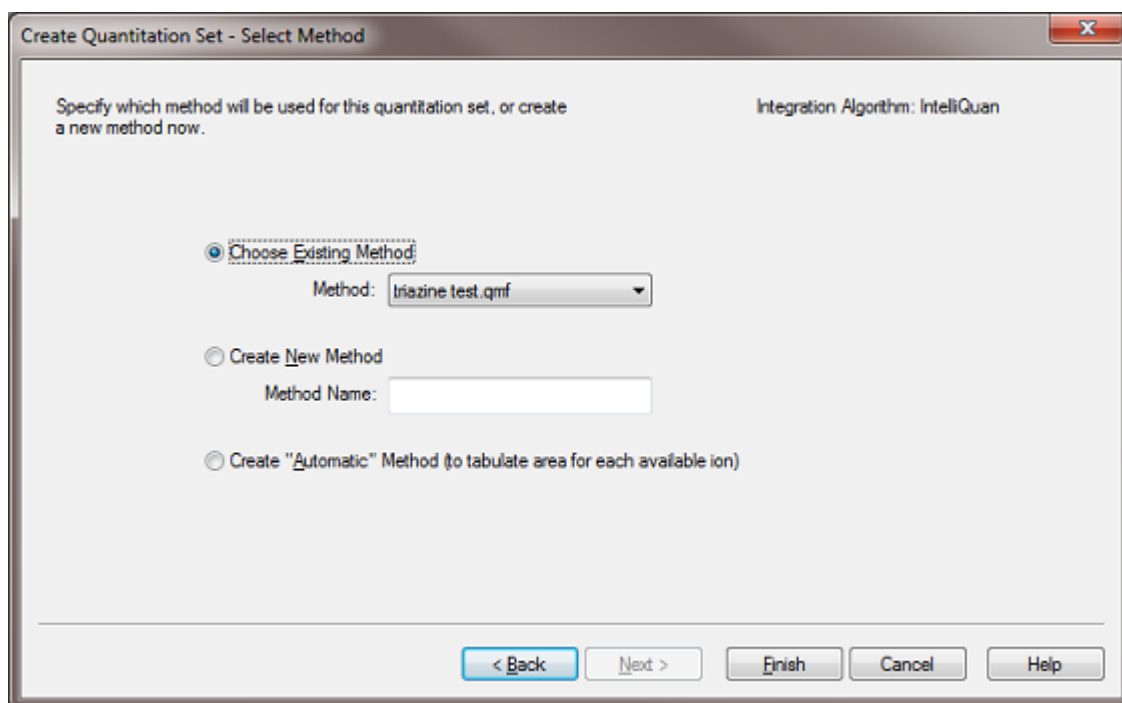 Create Quantitation Set - Select Method
Specify which method will be used for this quantitation set, or create
a new method now.
Integration Algorithm: IntelliQuan
Choose Existing Method
Method: triazine test.qmf
Create New Method
Method Name:
Create "Automatic" Method (to tabulate area for each available ion)
< Back Next > Finish Cancel Help